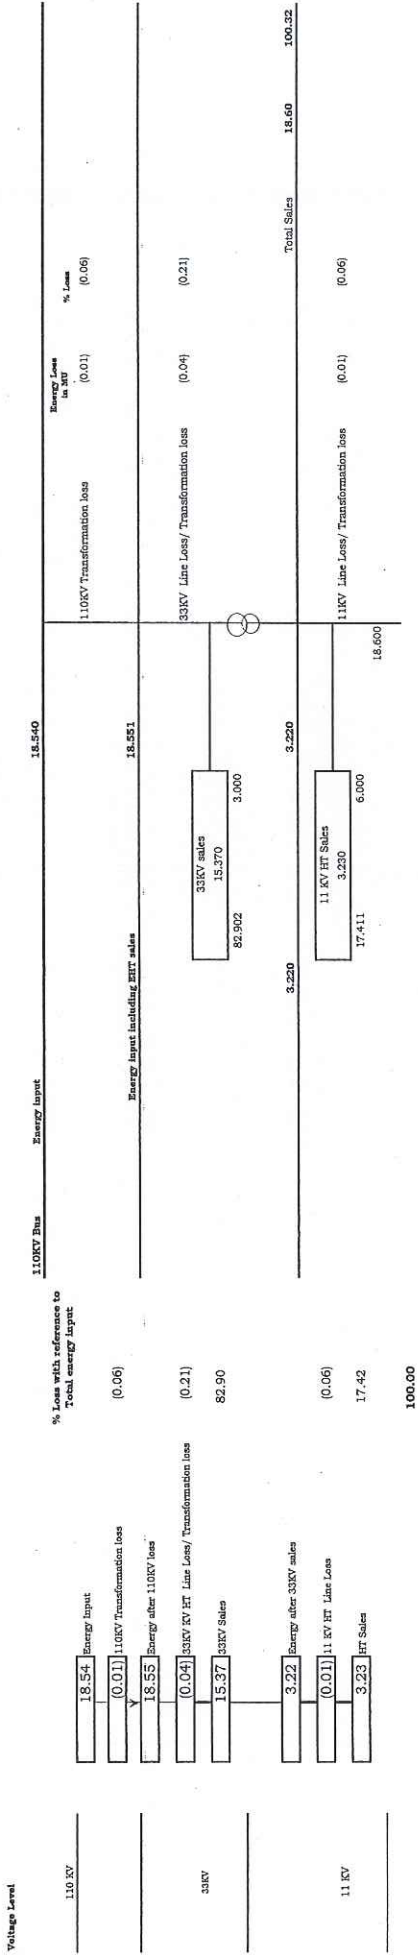 Voltage Level
110 KV
33KV
11 KV
% Loss with reference to
Total energy input
18.54 Energy Input
(0.01) 110KV Transformation loss (0.06)
18.55 Energy after 110KV loss
(0.04) 33KV KV HT Line Loss/ Transformation loss (0.21)
15.37 33KV Sales 82.90
3.22 Energy after 33KV sales
(0.01) 11 KV HT Line Loss (0.06)
3.23 HT Sales 17.42
100.00
110KV Bus Energy input 18.540
Energy Loss
in MU
% Loss
110KV Transformation loss (0.01) (0.06)
Energy input including EHT sales 18.551
33KV Line Loss/ Transformation loss (0.04) (0.21)
33KV sales
15.370
82.902 3.000
3.220 3.220 Total Sales 18.60 100.32
11KV Line Loss/ Transformation loss (0.01) (0.06)
11 KV HT Sales
3.230
17.411 6.000
18.600